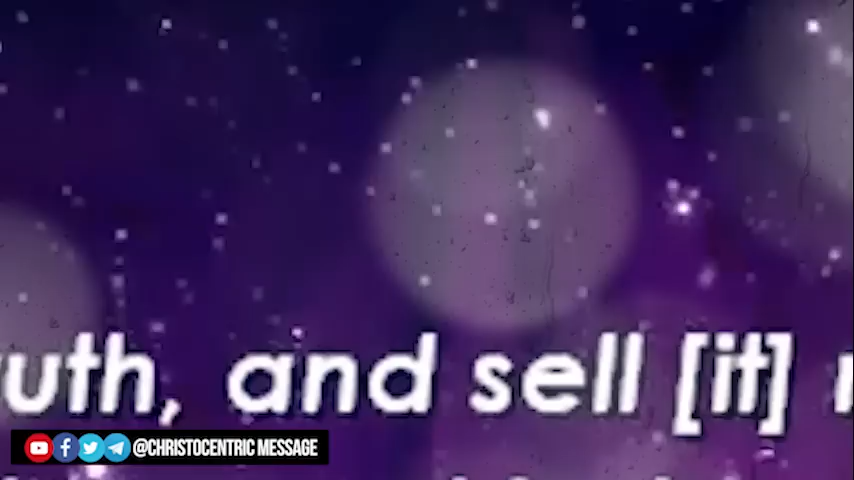 uth, and sell [it]
@CHRISTOCENTRIC MESSAGE